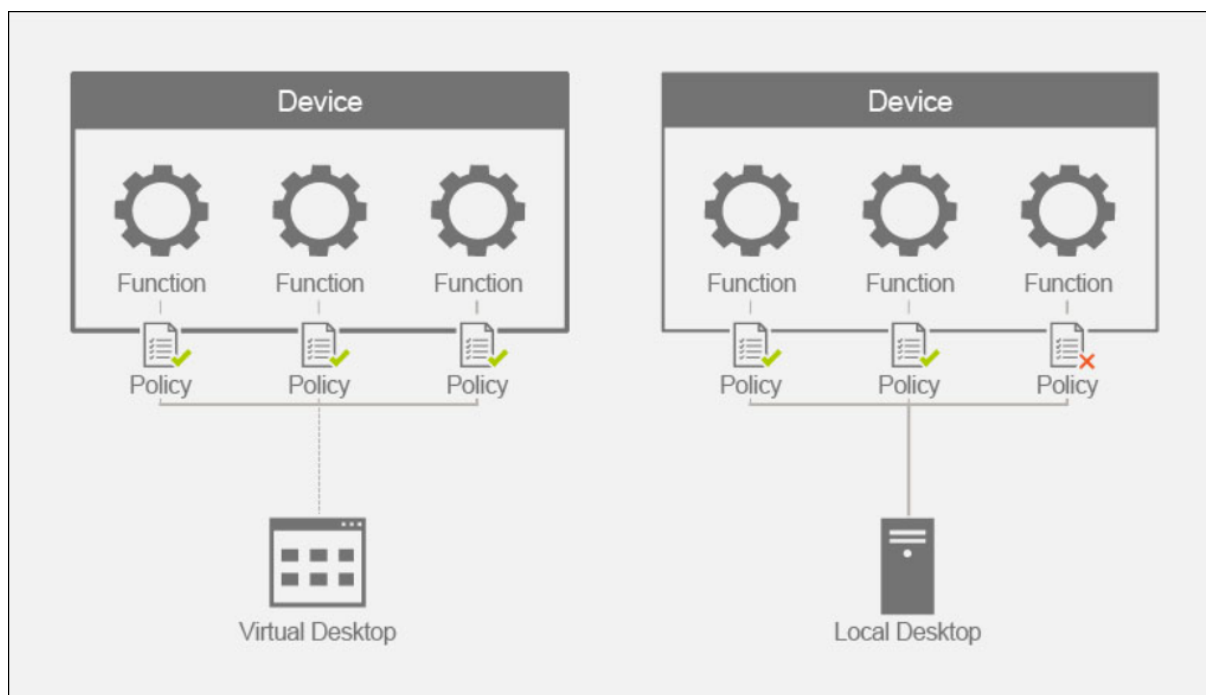 Device
Function Function Function
Policy Policy Policy
Virtual Desktop
Device
Function Function Function
Policy Policy Policy
Local Desktop